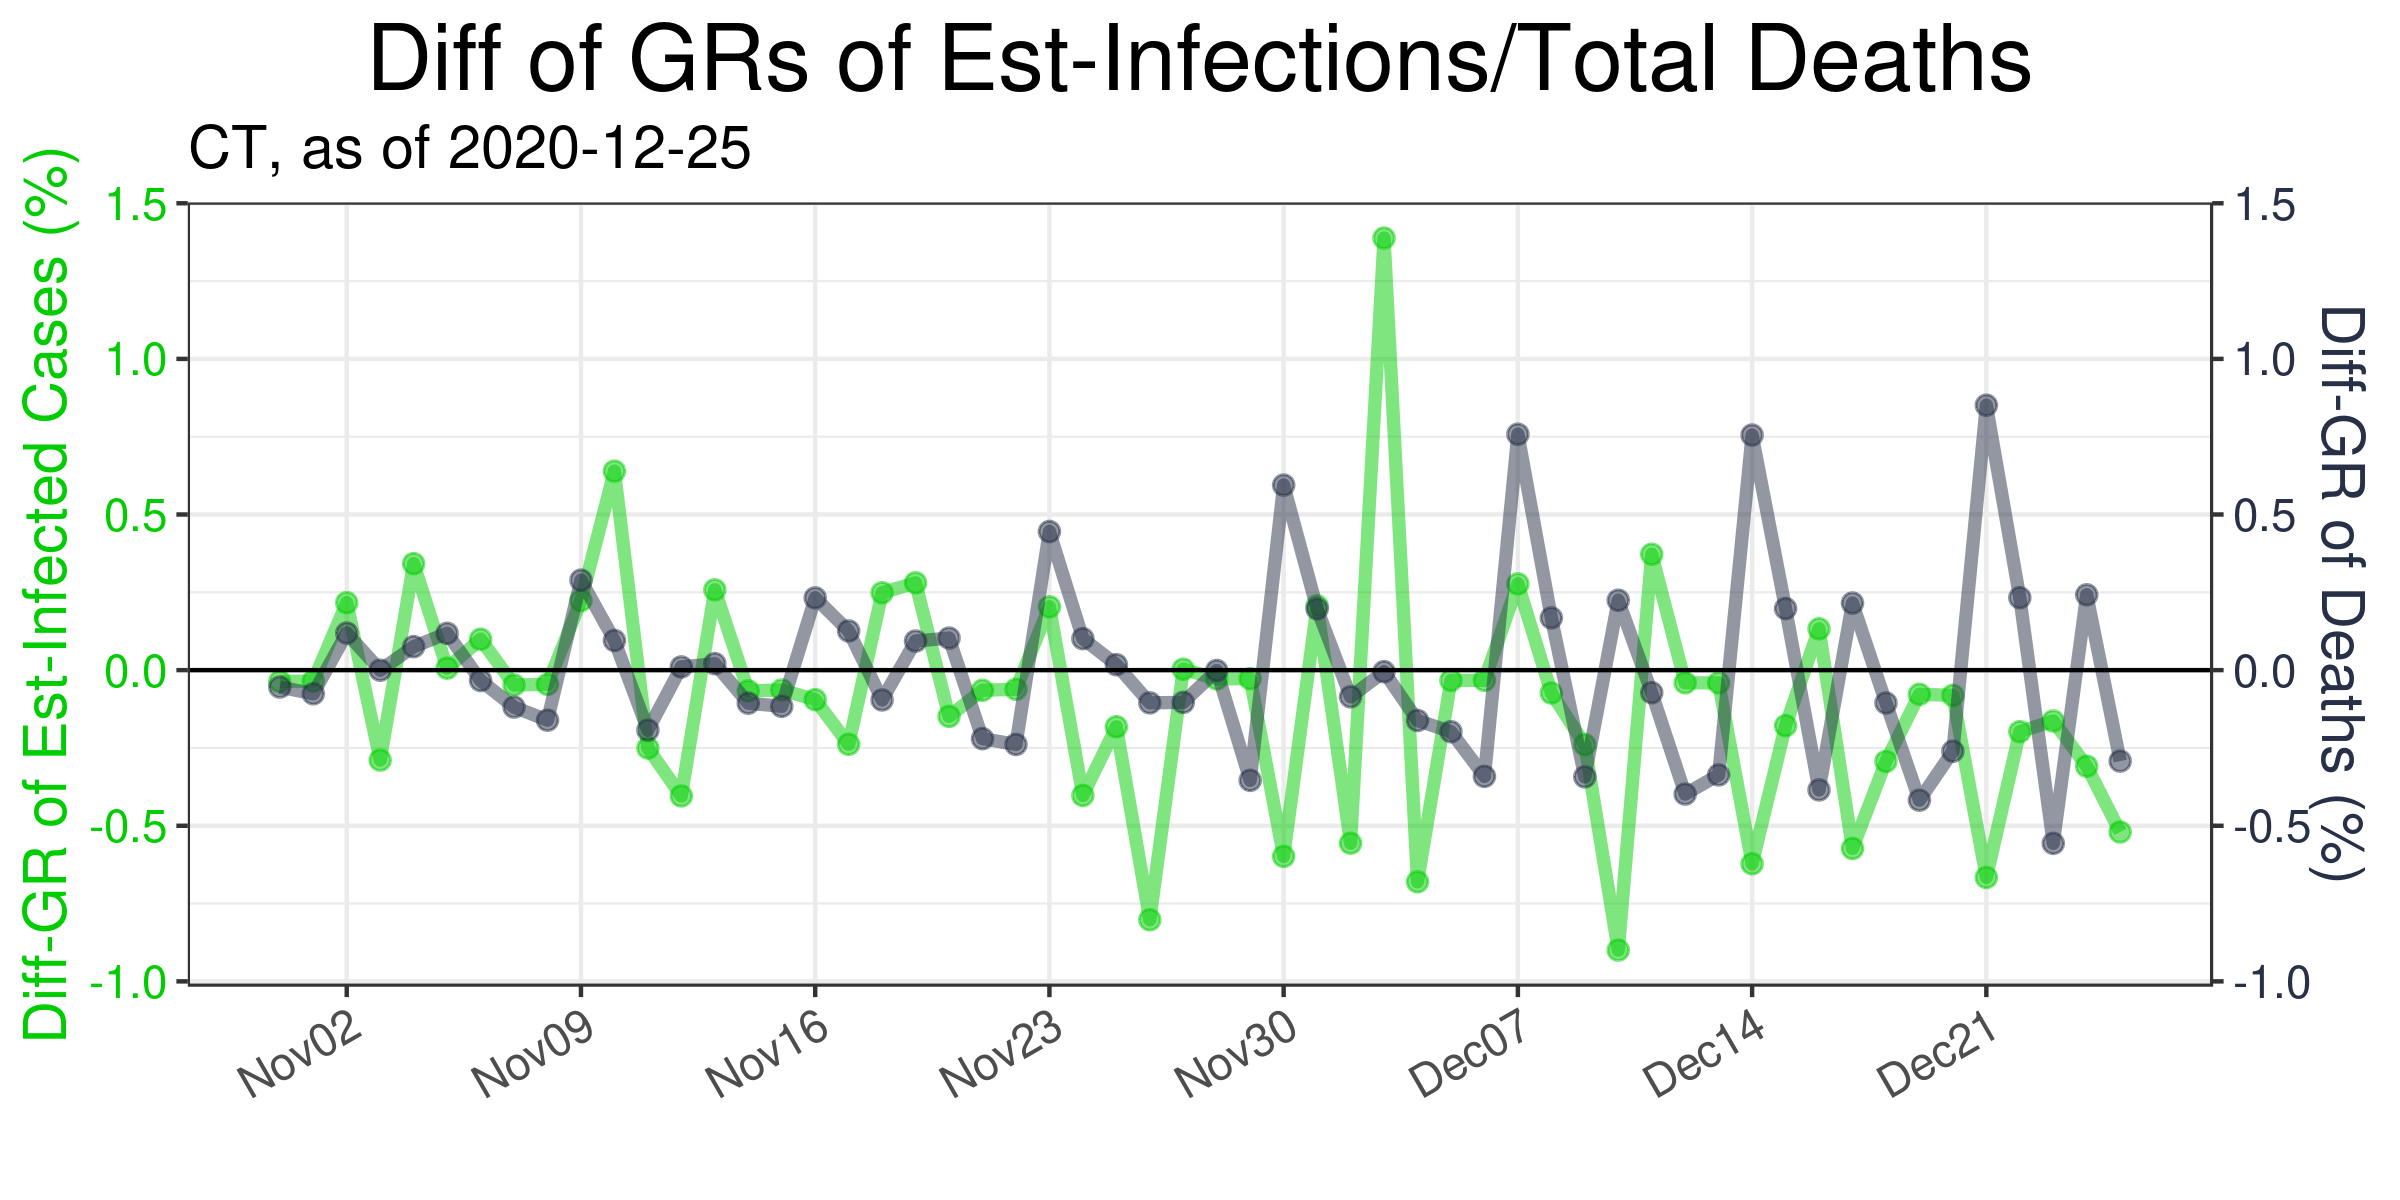 Diff of GRs of Est-Infections/Total Deaths
CT, as of 2020-12-25
Diff-GR of Est-Infected Cases (%)
1.5
1.0
0.5
0.0
-0.5
-1.0
1.5
1.0
0.5
0.0
-0.5
-1.0
Diff-GR of Deaths (%)
Nov02
Nov09
Nov16
Nov23
Nov30
Dec07
Dec14
Dec21